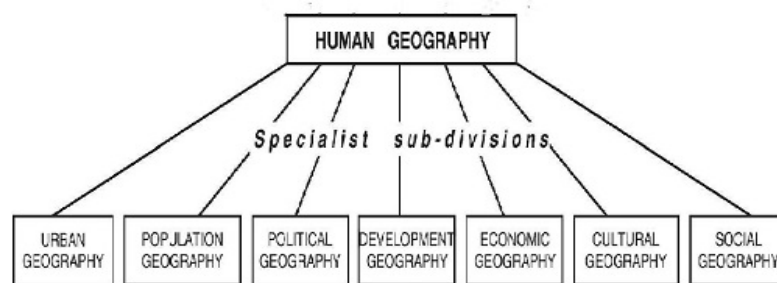 HUMAN GEOGRAPHY
Specialist sub-divisions
URBAN
GEOGRAPHY
POPULATION
GEOGRAPHY
POLITICAL
GEOGRAPHY
DEVELOPMENT
GEOGRAPHY
ECONOMIC
GEOGRAPHY
CULTURAL
GEOGRAPHY
SOCIAL
GEOGRAPHY